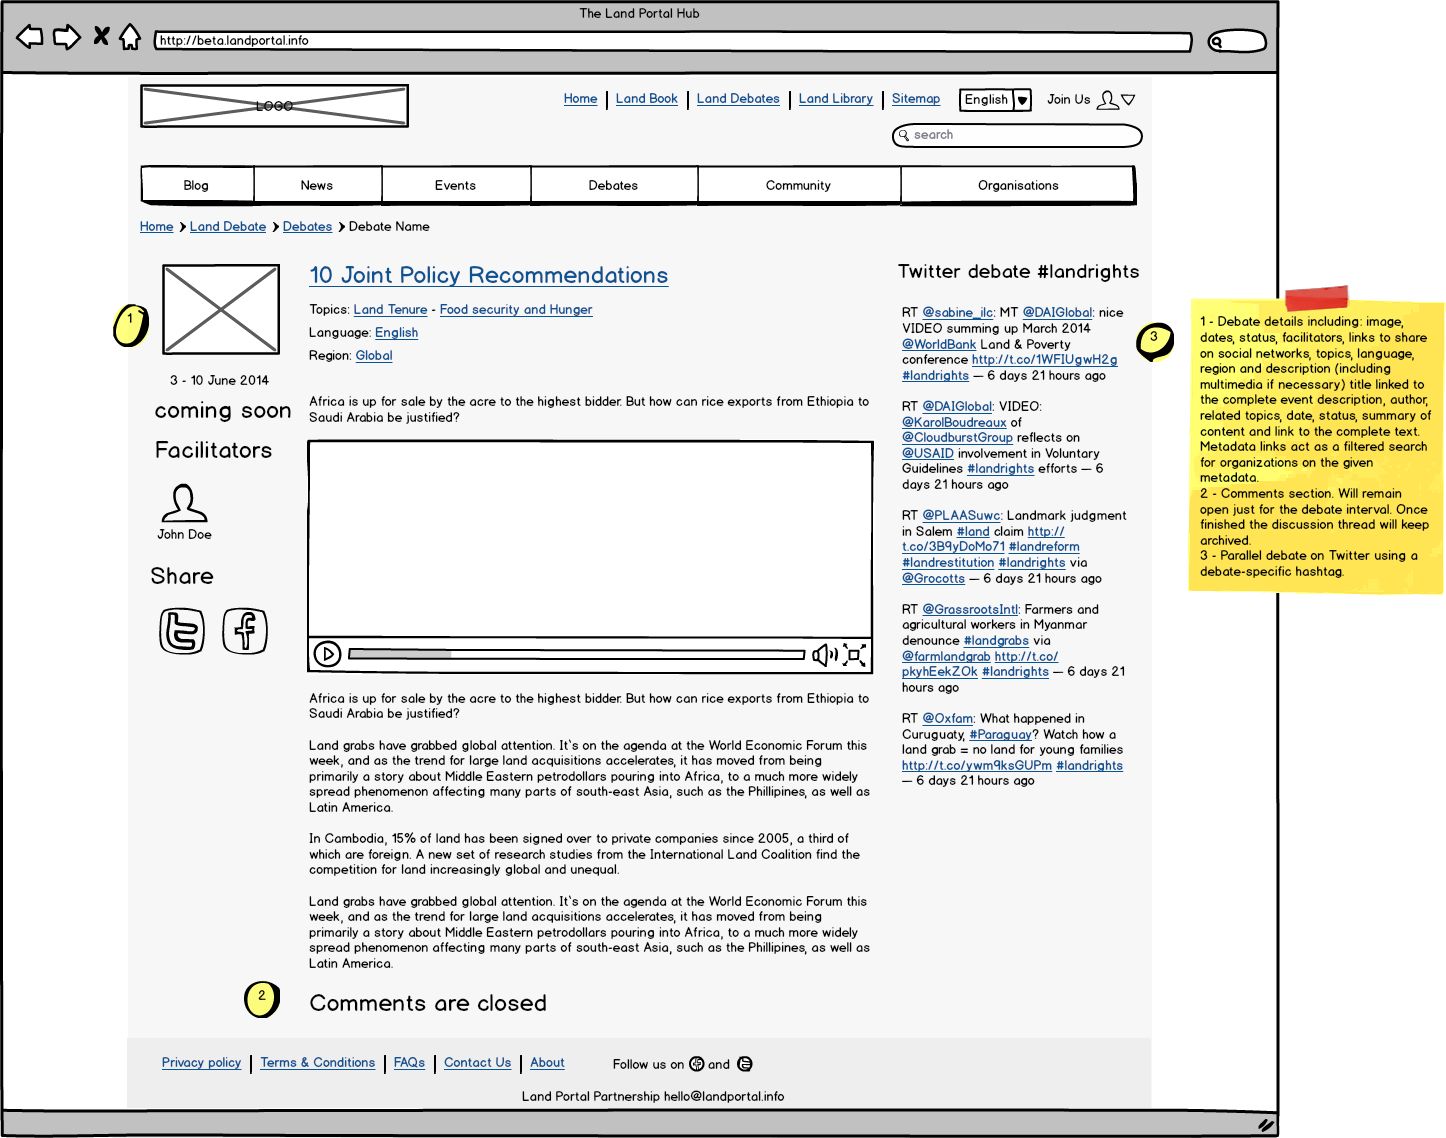 The Land Portal Hub
http://beta.landportal.info
LOGO
Home
Land Book
Land Debates
Land Library
Sitemap
English
Join Us
search
Blog
News
Events
Debates
Community
Organisations
Home
Land Debate
Debates
Debate Name
1
3 - 10 June 2014
coming soon
Facilitators
John Doe
Share
10 Joint Policy Recommendations
Topics: Land Tenure - Food security and Hunger
Language: English
Region: Global
Africa is up for sale by the acre to the highest bidder. But how can rice exports from Ethiopia to
Saudi Arabia be justified?
Africa is up for sale by the acre to the highest bidder. But how can rice exports from Ethiopia to
Saudi Arabia be justified?
Land grabs have grabbed global attention. It`s on the agenda at the World Economic Forum this
week, and as the trend for large land acquisitions accelerates, it has moved from being
primarily a story about Middle Eastern petrodollars pouring into Africa, to a much more widely
spread phenomenon affecting many parts of south-east Asia, such as the Phillipines, as well as
Latin America.
In Cambodia, 15% of land has been signed over to private companies since 2005, a third of
which are foreign. A new set of research studies from the International Land Coalition find the
competition for land increasingly global and unequal.
Land grabs have grabbed global attention. It`s on the agenda at the World Economic Forum this
week, and as the trend for large land acquisitions accelerates, it has moved from being
primarily a story about Middle Eastern petrodollars pouring into Africa, to a much more widely
spread phenomenon affecting many parts of south-east Asia, such as the Phillipines, as well as
Latin America.
2
Comments are closed
Twitter debate #landrights
RT @sabine_ilc: MT @DAIGlobal: nice
VIDEO summing up March 2014
@WorldBank Land & Poverty
conference http://t.co/1WFIUgwH2g
#landrights — 6 days 21 hours ago
RT @DAIGlobal: VIDEO:
@KarolBoudreaux of
@CloudburstGroup reflects on
@USAID involvement in Voluntary
Guidelines #landrights efforts — 6
days 21 hours ago
RT @PLAASuwc: Landmark judgment
in Salem #land claim http://
t.co/3B9yDoMo71 #landreform
#landrestitution #landrights via
@Grocotts — 6 days 21 hours ago
RT @GrassrootsIntl: Farmers and
agricultural workers in Myanmar
denounce #landgrabs via
@farmlandgrab http://t.co/
pkyhEekZOk #landrights — 6 days 21
hours ago
RT @Oxfam: What happened in
Curuguaty, #Paraguay? Watch how a
land grab = no land for young families
http://t.co/ywm9ksGUPm #landrights
— 6 days 21 hours ago
3
1 - Debate details including: image,
dates, status, facilitators, links to share
on social networks, topics, language,
region and description (including
multimedia if necessary) title linked to
the complete event description, author,
related topics, date, status, summary of
content and link to the complete text.
Metadata links act as a filtered search
for organizations on the given
metadata.
2 - Comments section. Will remain
open just for the debate interval. Once
finished the discussion thread will keep
archived.
3 - Parallel debate on Twitter using a
debate-specific hashtag.
Privacy policy
Terms & Conditions
FAQs
Contact Us
About
Follow us on and
Land Portal Partnership hello@landportal.info